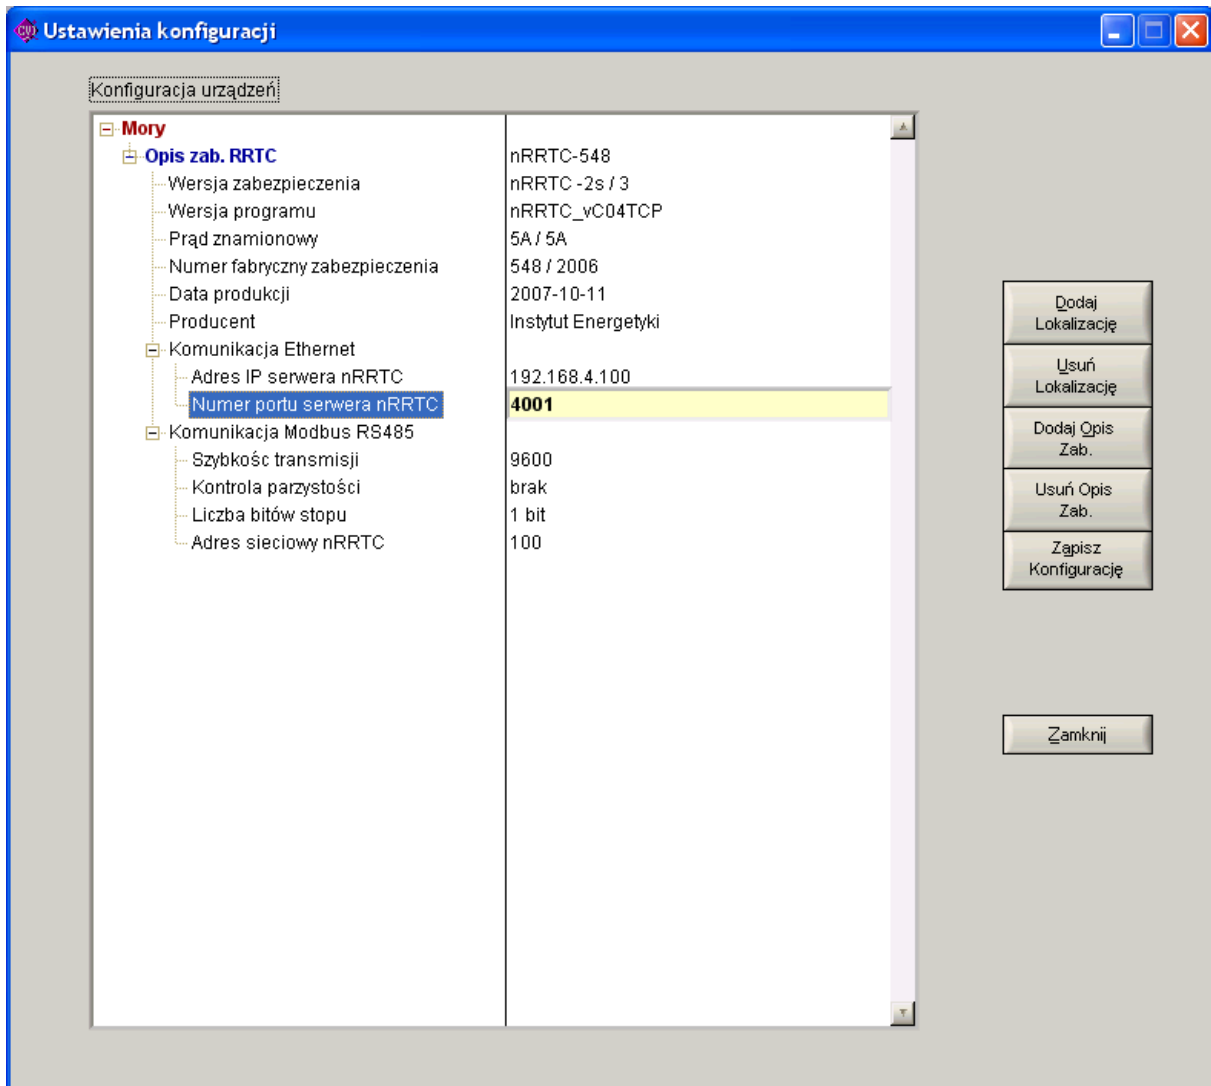 CVI Ustawienia konfiguracji
Konfiguracja urządzeń
Mory
Opis zab. RRTC nRRTC-548
Wersja zabezpieczenia nRRTC -2s / 3
Wersja programu nRRTC_vC04TCP
Prąd znamionowy 5A / 5A
Numer fabryczny zabezpieczenia 548 / 2006
Data produkcji 2007-10-11
Producent Instytut Energetyki
Komunikacja Ethernet
Adres IP serwera nRRTC 192.168.4.100
Numer portu serwera nRRTC 4001
Komunikacja Modbus RS485
Szybkośc transmisji 9600
Kontrola parzystości brak
Liczba bitów stopu 1 bit
Adres sieciowy nRRTC 100
Dodaj
Lokalizację
Usuń
Lokalizację
Dodaj Opis
Zab.
Usuń Opis
Zab.
Zapisz
Konfigurację
Zamknij